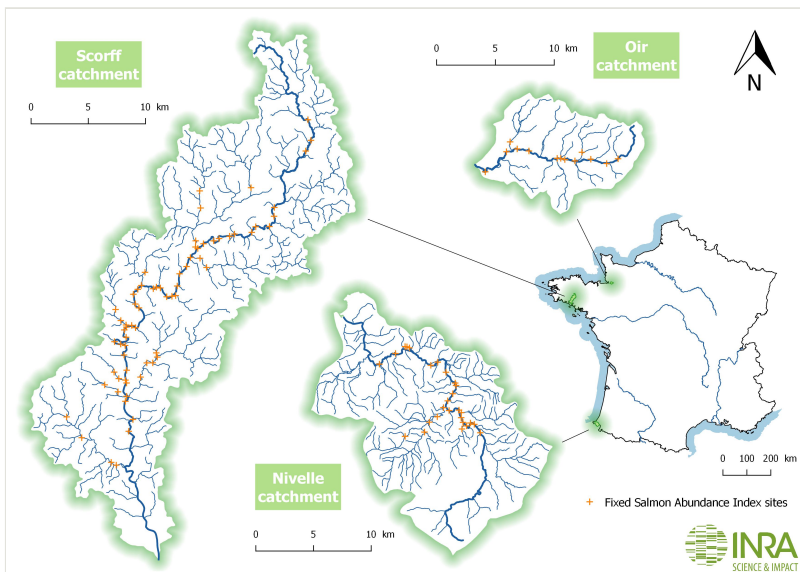 Scorff
catchment
0 5 10 km
0 4 10 km
Oir
catchment
N
Nivelle
catchment
0 5 10 km
0 100 200 km
Fixed Salmon Abundance Index sites
INRA
SCIENCE & IMPACT